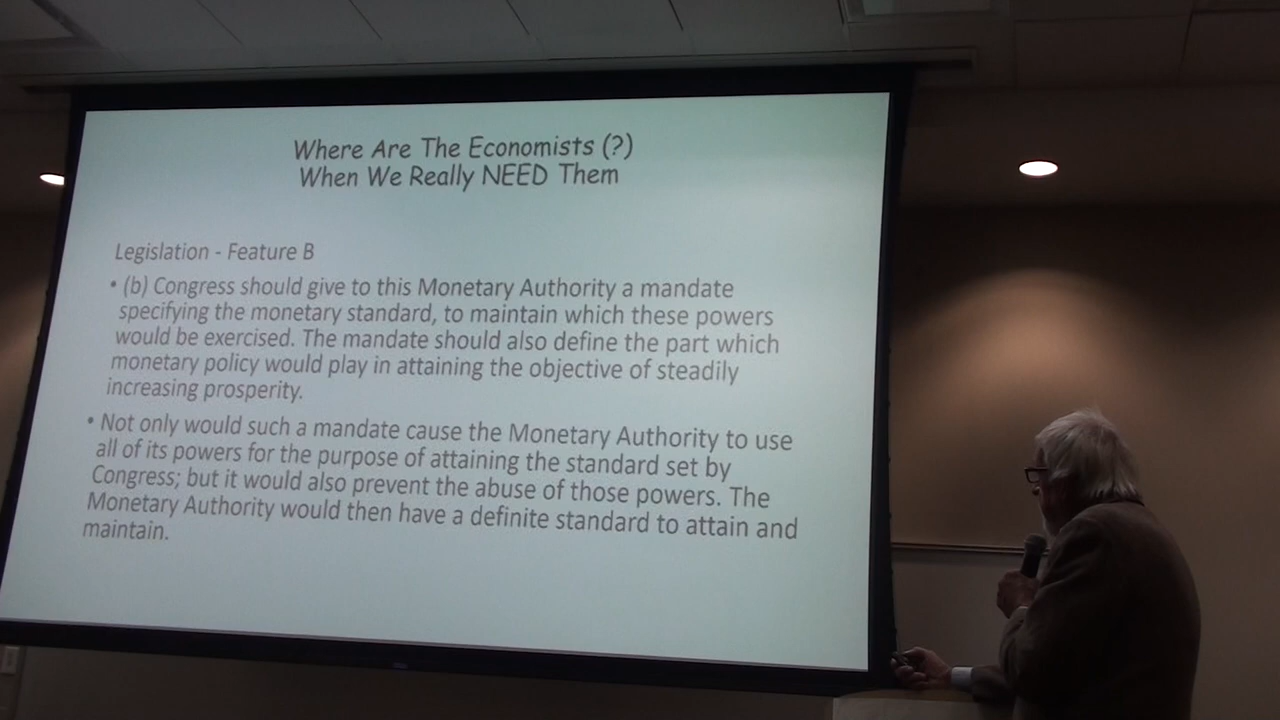 Where Are The Economists (?)
When We Really NEED Them
Legislation - Feature B
• (b) Congress should give to this Monetary Authority a mandate
specifying the monetary standard, to maintain which these powers
would be exercised. The mandate should also define the part which
monetary policy would play in attaining the objective of steadily
increasing prosperity.
• Not only would such a mandate cause the Monetary Authority to use
all of its powers for the purpose of attaining the standard set by
Congress; but it would also prevent the abuse of those powers. The
Monetary Authority would then have a definite standard to attain and
maintain.